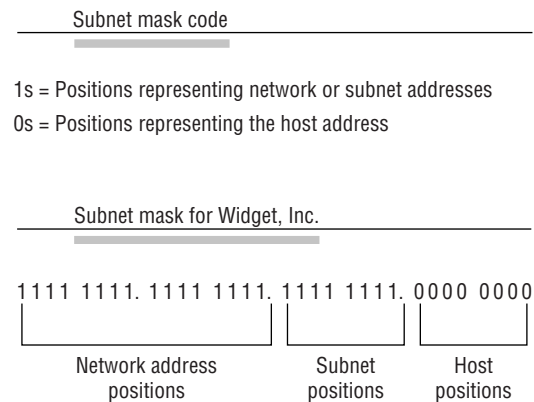 Subnet mask code
1s = Positions representing network or subnet addresses
0s = Positions representing the host address
Subnet mask for Widget, Inc.
1111 1111. 1111 1111. 1111 1111. 0000 0000
Network address positions
Subnet positions
Host positions